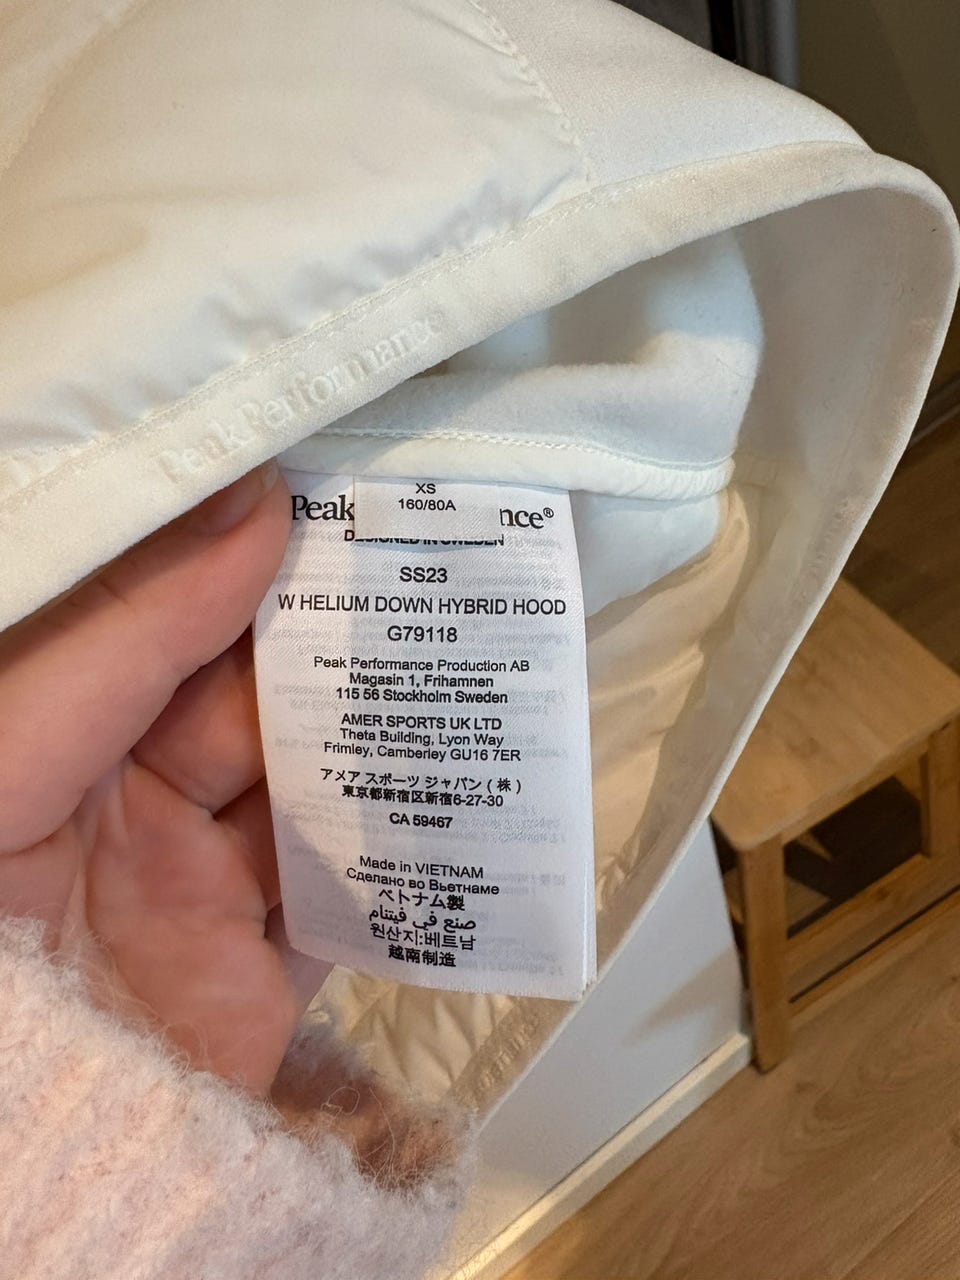 Peak Performance
XS
160/80A
Peak nce®
DESIGNED IN SWEDEN
SS23
W HELIUM DOWN HYBRID HOOD
G79118
Peak Performance Production AB
Magasin 1, Frihamnen
115 56 Stockholm Sweden
AMER SPORTS UK LTD
Theta Building, Lyon Way
Frimley, Camberley GU16 7ER
アメア スポーツ ジャパン ( 株 )
東京都新宿区新宿6-27-30
CA 59467
Made in VIETNAM
Сделано во Вьетнаме
ベトナム製
صنع في فيتنام
원산지:베트남
越南制造